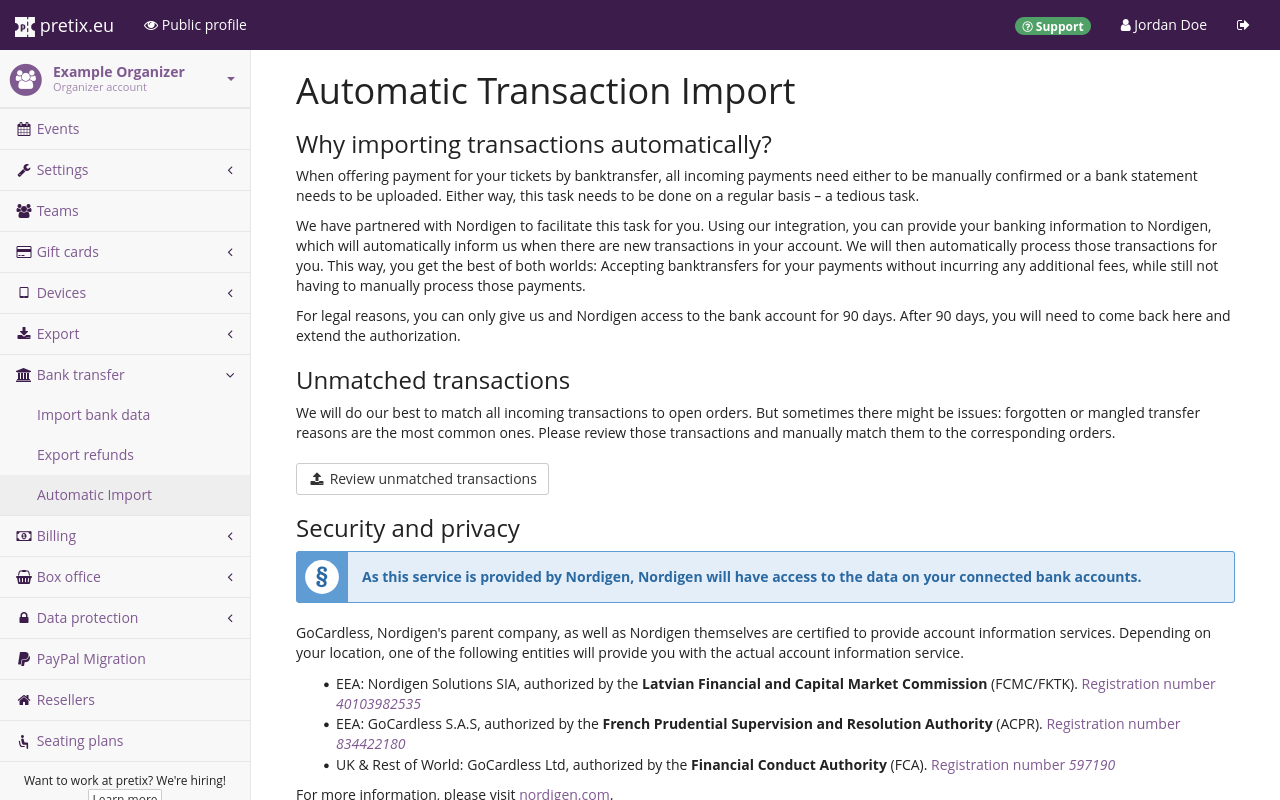 pretix.eu
Public profile
Support
Jordan Doe
Example Organizer
Organizer account
Events
Settings
Teams
Gift cards
Devices
Export
Bank transfer
Import bank data
Export refunds
Automatic Import
Billing
Box office
Data protection
PayPal Migration
Resellers
Seating plans
Want to work at pretix? We're hiring!
Learn more
Automatic Transaction Import
Why importing transactions automatically?
When offering payment for your tickets by banktransfer, all incoming payments need either to be manually confirmed or a bank statement
needs to be uploaded. Either way, this task needs to be done on a regular basis – a tedious task.
We have partnered with Nordigen to facilitate this task for you. Using our integration, you can provide your banking information to Nordigen,
which will automatically inform us when there are new transactions in your account. We will then automatically process those transactions for
you. This way, you get the best of both worlds: Accepting banktransfers for your payments without incurring any additional fees, while still not
having to manually process those payments.
For legal reasons, you can only give us and Nordigen access to the bank account for 90 days. After 90 days, you will need to come back here and
extend the authorization.
Unmatched transactions
We will do our best to match all incoming transactions to open orders. But sometimes there might be issues: forgotten or mangled transfer
reasons are the most common ones. Please review those transactions and manually match them to the corresponding orders.
Review unmatched transactions
Security and privacy
§ As this service is provided by Nordigen, Nordigen will have access to the data on your connected bank accounts.
GoCardless, Nordigen's parent company, as well as Nordigen themselves are certified to provide account information services. Depending on
your location, one of the following entities will provide you with the actual account information service.
• EEA: Nordigen Solutions SIA, authorized by the Latvian Financial and Capital Market Commission (FCMC/FKTK). Registration number
40103982535
• EEA: GoCardless S.A.S, authorized by the French Prudential Supervision and Resolution Authority (ACPR). Registration number
834422180
• UK & Rest of World: GoCardless Ltd, authorized by the Financial Conduct Authority (FCA). Registration number 597190
For more information, please visit nordigen.com.